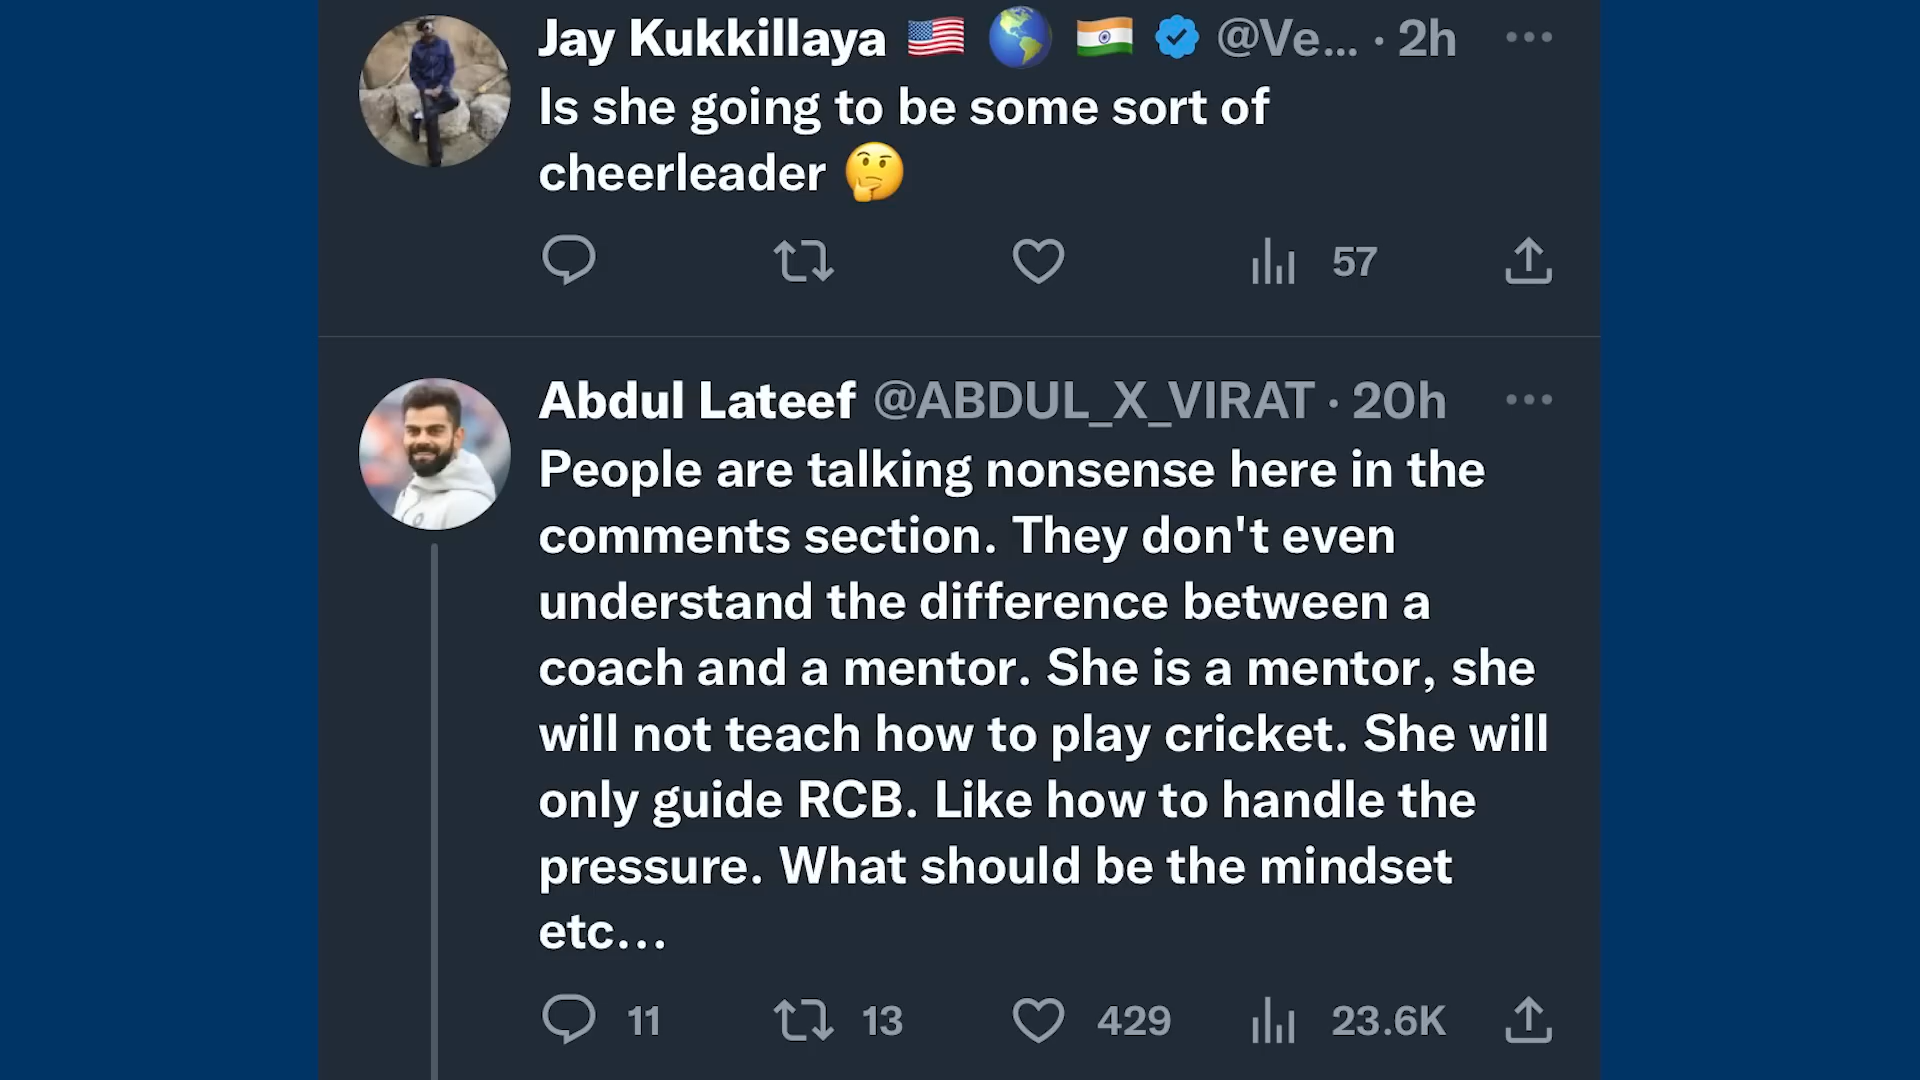 Jay Kukkillaya 🇺🇸 🌎 🇮🇳 @Ve... · 2h
Is she going to be some sort of
cheerleader 🤔
57
Abdul Lateef @ABDUL_X_VIRAT · 20h
People are talking nonsense here in the
comments section. They don't even
understand the difference between a
coach and a mentor. She is a mentor, she
will not teach how to play cricket. She will
only guide RCB. Like how to handle the
pressure. What should be the mindset
etc...
11 13 429 23.6K